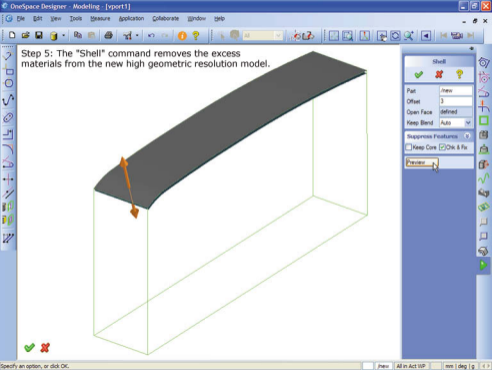 OneSpace Designer - Modeling - [vport1]
File Edit View Tools Measure Application Collaborate Window Help
All
Step 5: The "Shell" command removes the excess
materials from the new high geometric resolution model.
Shell
Part /new
Offset 3
Open Face defined
Keep Blend Auto
Suppress Features
Keep Core Chk & Fix
Preview
Specify an option, or click OK.
/new All in Act WP mm | deg | g